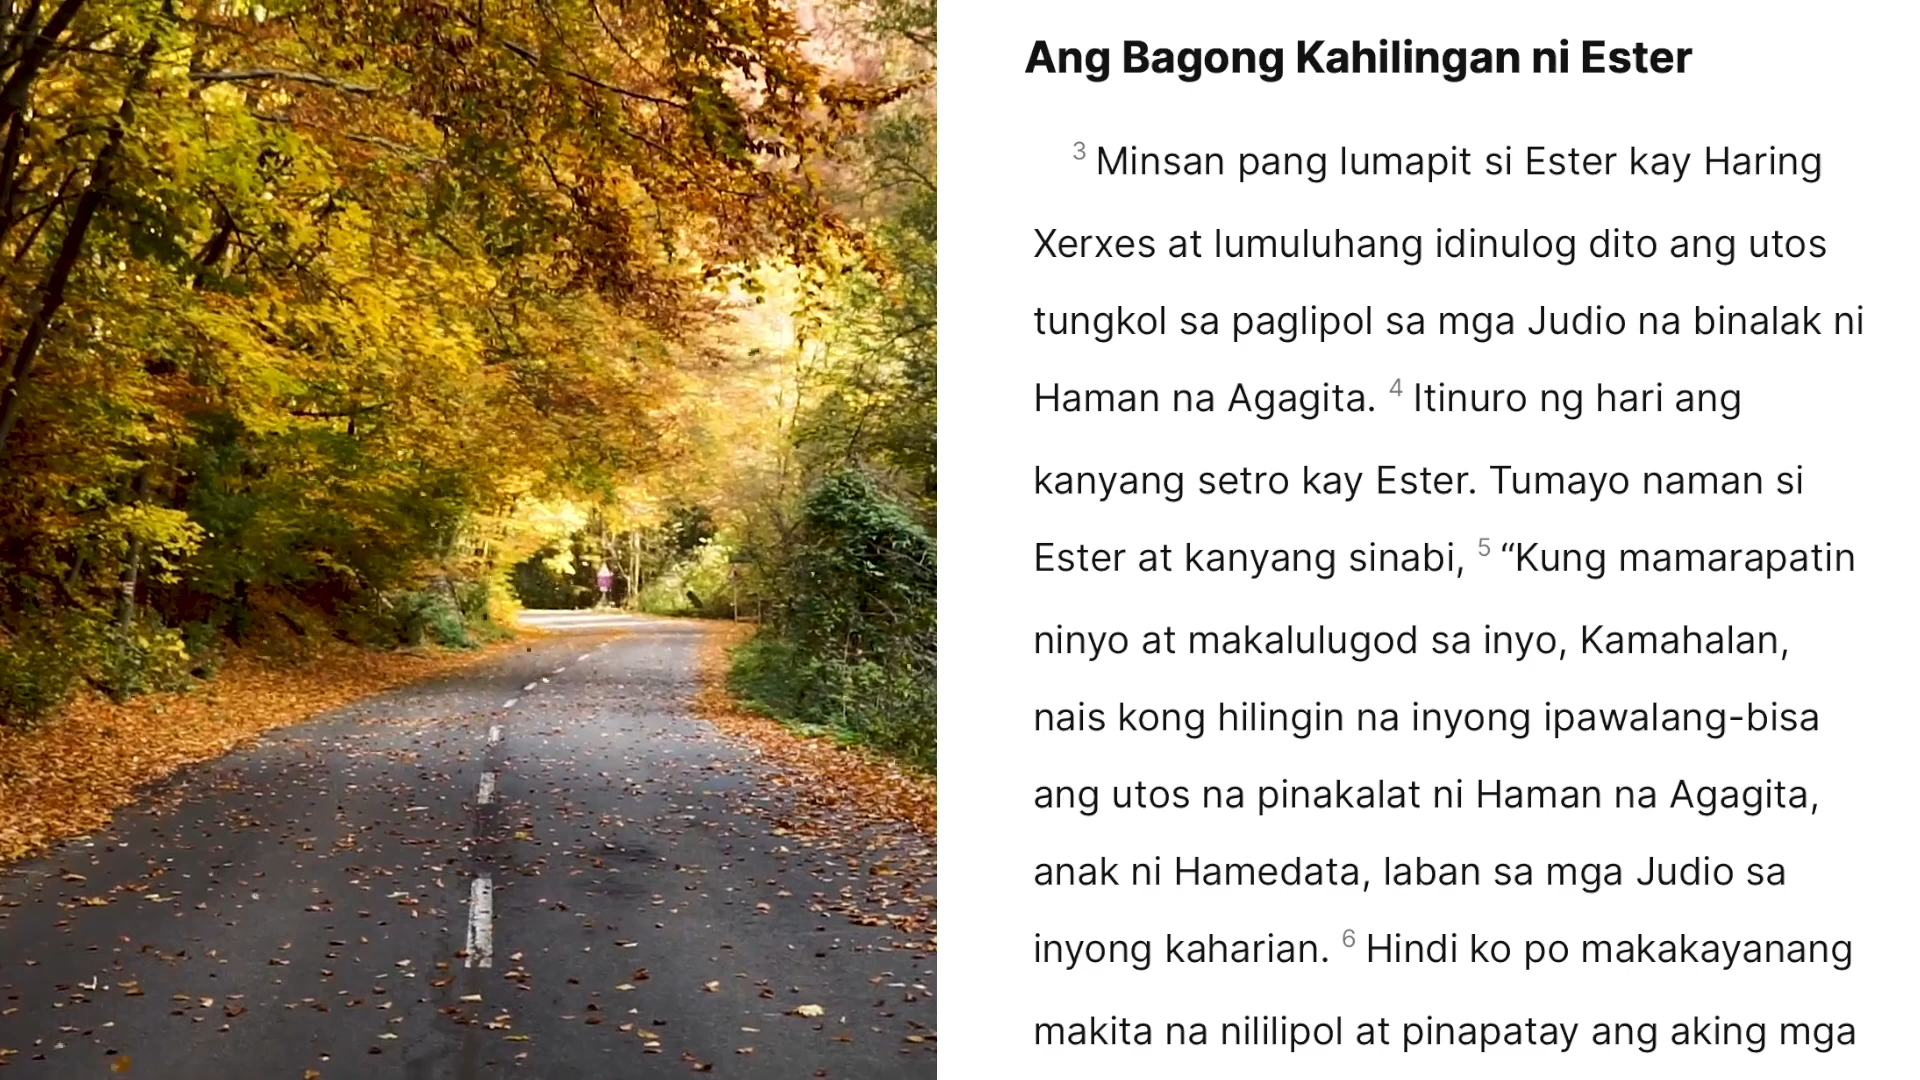 Ang Bagong Kahilingan ni Ester
3 Minsan pang lumapit si Ester kay Haring
Xerxes at lumuluhang idinulog dito ang utos
tungkol sa paglipol sa mga Judio na binalak ni
Haman na Agagita. 4 Itinuro ng hari ang
kanyang setro kay Ester. Tumayo naman si
Ester at kanyang sinabi, 5 “Kung mamarapatin
ninyo at makalulugod sa inyo, Kamahalan,
nais kong hilingin na inyong ipawalang-bisa
ang utos na pinakalat ni Haman na Agagita,
anak ni Hamedata, laban sa mga Judio sa
inyong kaharian. 6 Hindi ko po makakayanang
makita na nililipol at pinapatay ang aking mga